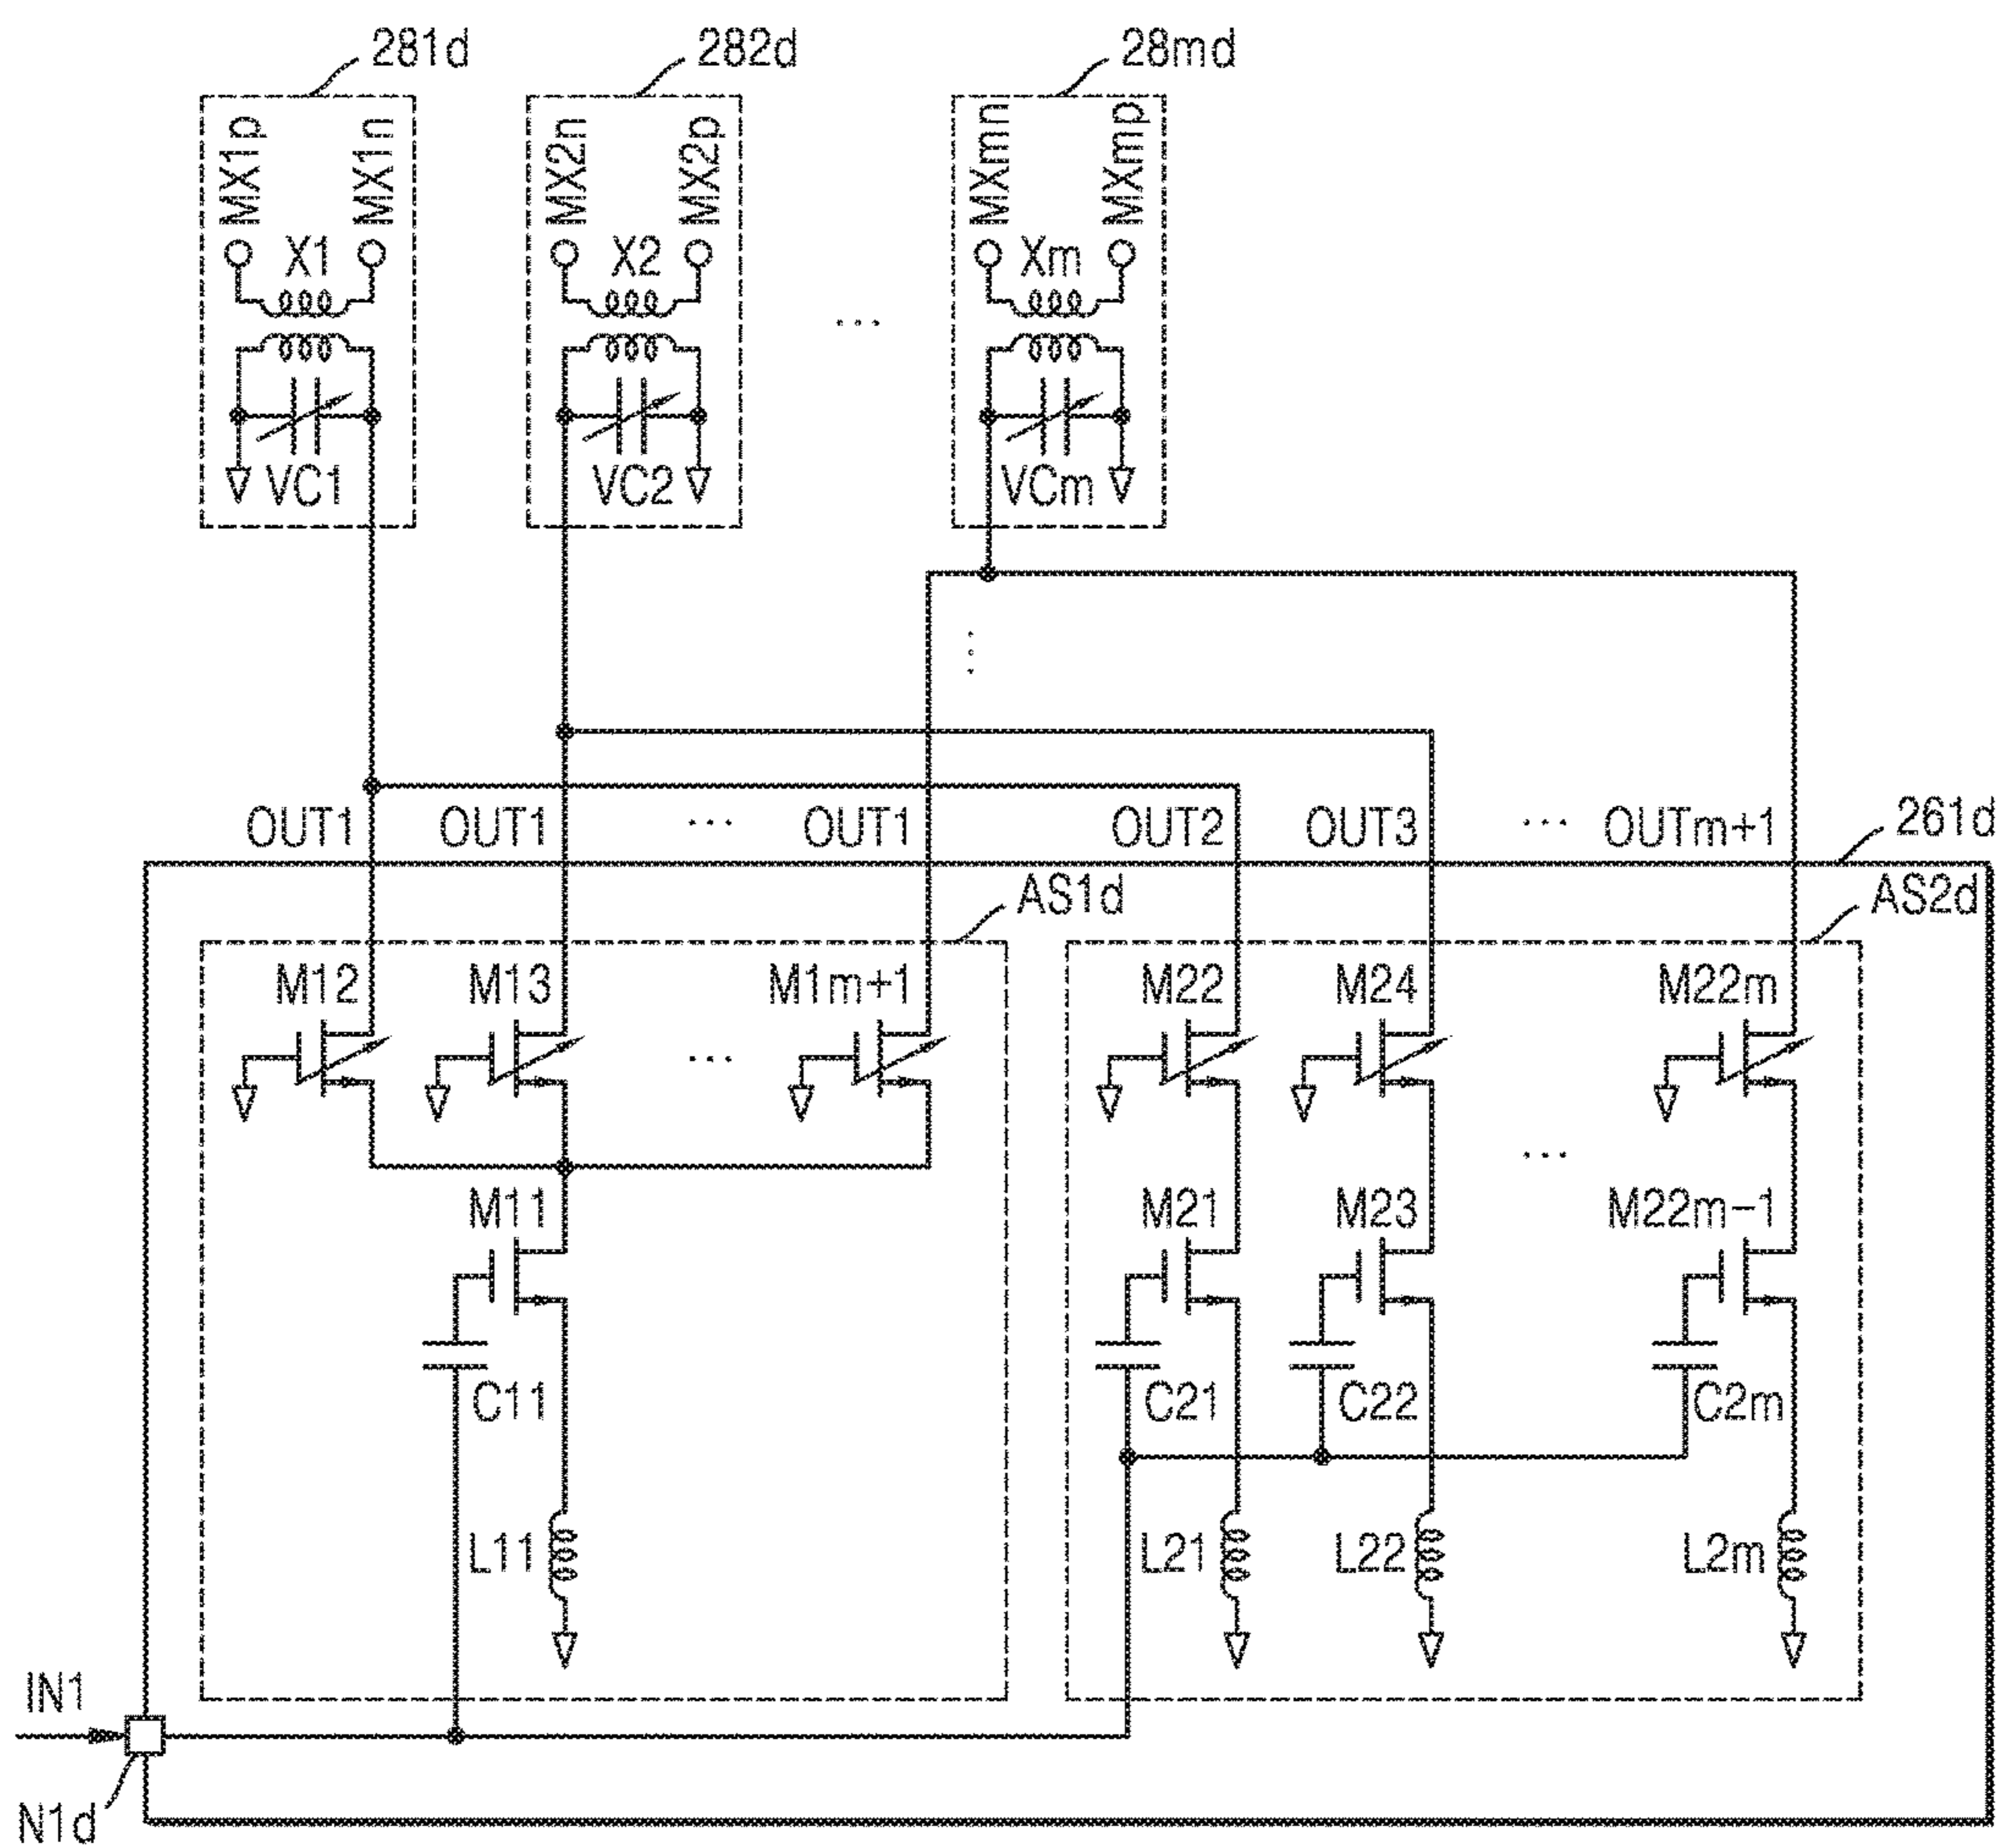 281d 282d 28md
MX1p MX1n MX2n MX2p MXmn MXmp
X1 X2 Xm
...
VC1 VC2 VCm
...
OUT1 OUT1 ... OUT1 OUT2 OUT3 ... OUTm+1 261d
AS1d AS2d
M12 M13 M1m+1 M22 M24 M22m
...
...
M11 M21 M23 M22m-1
C11 C21 C22 C2m
L11 L21 L22 L2m
IN1
N1d